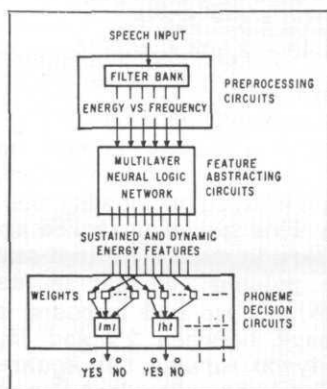 SPEECH INPUT
FILTER BANK
ENERGY VS. FREQUENCY
PREPROCESSING
CIRCUITS
MULTILAYER
NEURAL LOGIC
NETWORK
FEATURE
ABSTRACTING
CIRCUITS
SUSTAINED AND DYNAMIC
ENERGY FEATURES
WEIGHTS
/m/
/h/
PHONEME
DECISION
CIRCUITS
YES NO YES NO